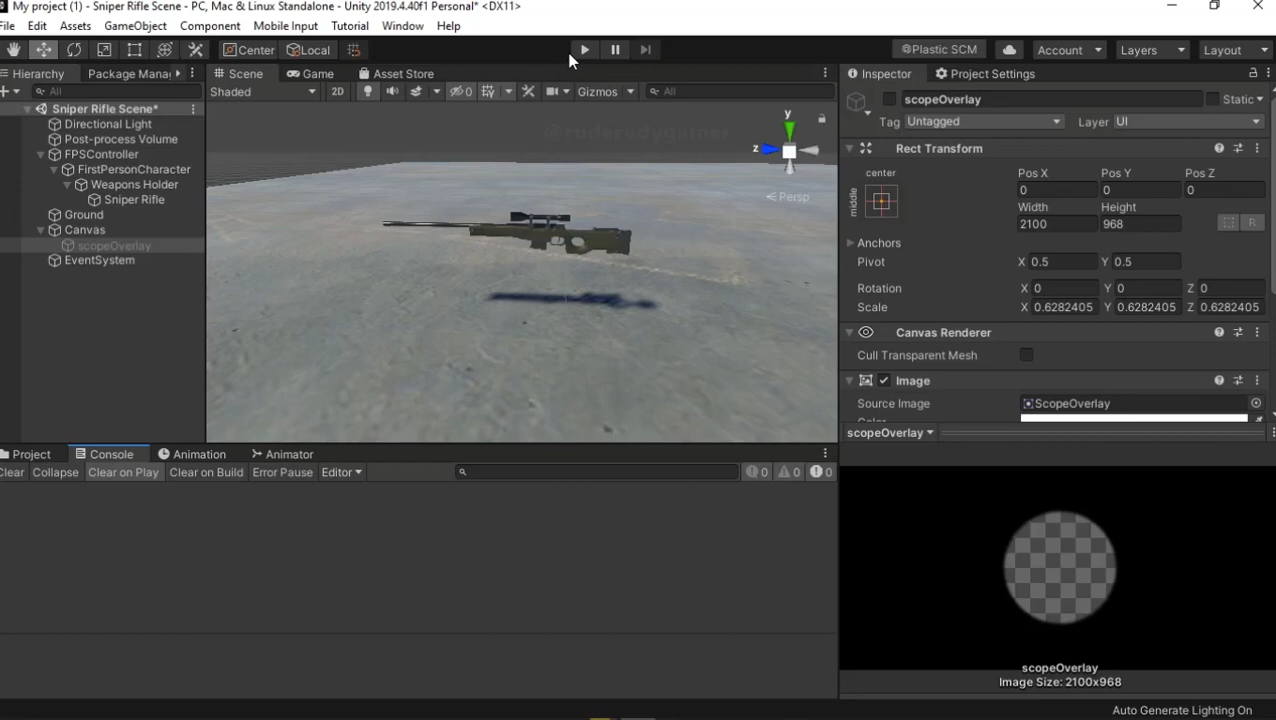 My project (1) - Sniper Rifle Scene - PC, Mac & Linux Standalone - Unity 2019.4.40f1 Personal* <DX11>
File Edit Assets GameObject Component Mobile Input Tutorial Window Help
Center Local Plastic SCM Account Layers Layout
Hierarchy Package Mana Scene Game Asset Store Inspector Project Settings
All Shaded 2D 0 Gizmos All scopeOverlay Static
Sniper Rifle Scene* Tag Untagged Layer UI
Directional Light
Post-process Volume
FPSController
FirstPersonCharacter
Weapons Holder
Sniper Rifle
Ground
Canvas
scopeOverlay
EventSystem
@ruderudygamer
y
z
Persp
Rect Transform
center
middle
Pos X Pos Y Pos Z
0 0 0
Width Height
2100 968 R
Anchors
Pivot X 0.5 Y 0.5
Rotation X 0 Y 0 Z 0
Scale X 0.6282405 Y 0.6282405 Z 0.6282405
Canvas Renderer
Cull Transparent Mesh
Image
Source Image ScopeOverlay
scopeOverlay
Project Console Animation Animator
Clear Collapse Clear on Play Clear on Build Error Pause Editor 0 0 0
scopeOverlay
Image Size: 2100x968
Auto Generate Lighting On